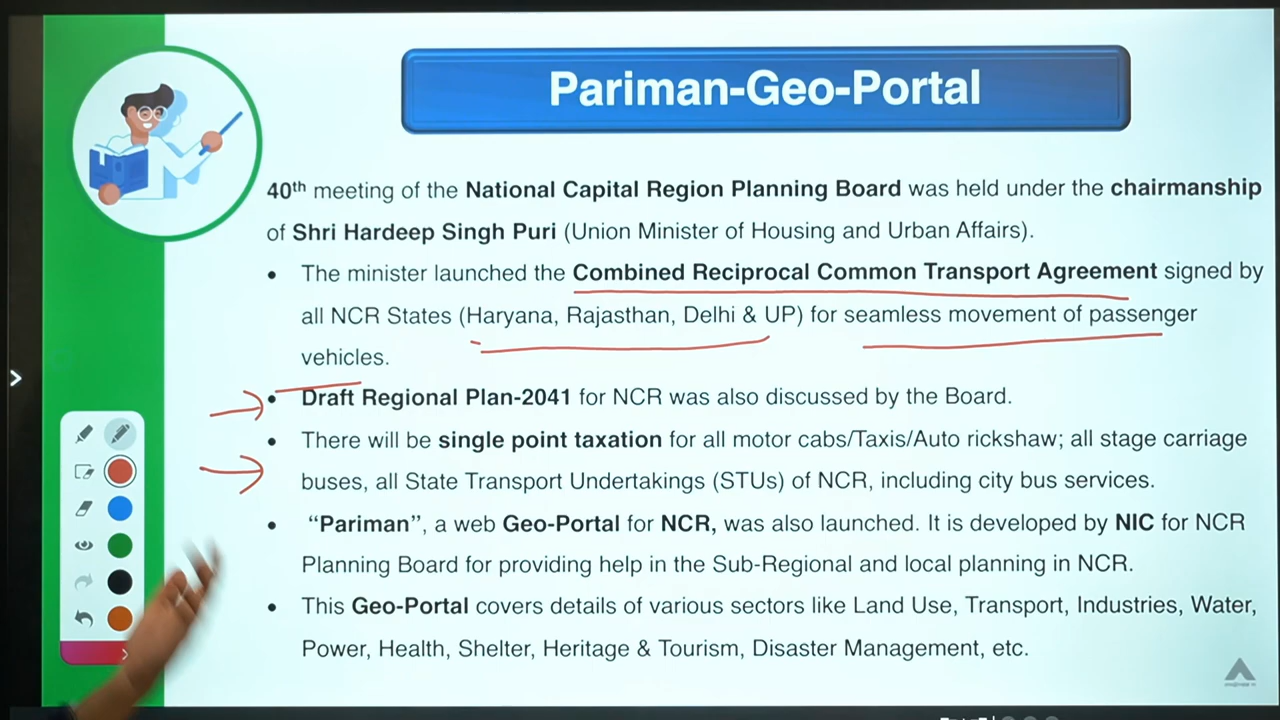 Pariman-Geo-Portal
40th meeting of the National Capital Region Planning Board was held under the chairmanship
of Shri Hardeep Singh Puri (Union Minister of Housing and Urban Affairs).
• The minister launched the Combined Reciprocal Common Transport Agreement signed by
all NCR States (Haryana, Rajasthan, Delhi & UP) for seamless movement of passenger
vehicles.
• Draft Regional Plan-2041 for NCR was also discussed by the Board.
• There will be single point taxation for all motor cabs/Taxis/Auto rickshaw; all stage carriage
buses, all State Transport Undertakings (STUs) of NCR, including city bus services.
• “Pariman”, a web Geo-Portal for NCR, was also launched. It is developed by NIC for NCR
Planning Board for providing help in the Sub-Regional and local planning in NCR.
• This Geo-Portal covers details of various sectors like Land Use, Transport, Industries, Water,
Power, Health, Shelter, Heritage & Tourism, Disaster Management, etc.